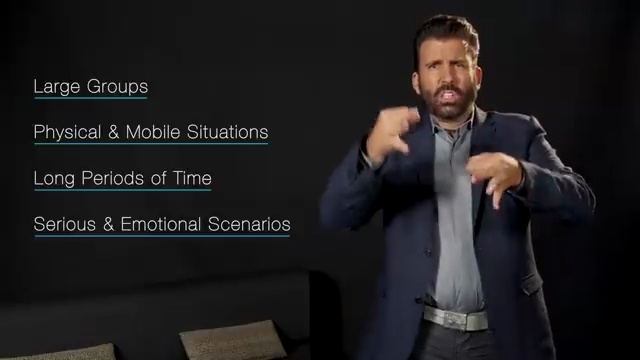 Large Groups
Physical & Mobile Situations
Long Periods of Time
Serious & Emotional Scenarios